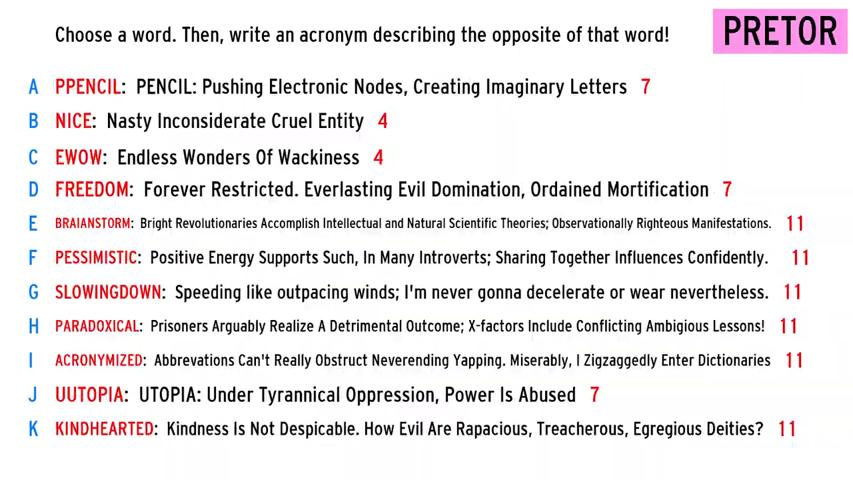 Choose a word. Then, write an acronym describing the opposite of that word! PRETOR
A PPENCIL: PENCIL: Pushing Electronic Nodes, Creating Imaginary Letters 7
B NICE: Nasty Inconsiderate Cruel Entity 4
C EWOW: Endless Wonders Of Wackiness 4
D FREEDOM: Forever Restricted. Everlasting Evil Domination, Ordained Mortification 7
E BRAIANSTORM: Bright Revolutionaries Accomplish Intellectual and Natural Scientific Theories; Observationally Righteous Manifestations. 11
F PESSIMISTIC: Positive Energy Supports Such, In Many Introverts; Sharing Together Influences Confidently. 11
G SLOWINGDOWN: Speeding like outpacing winds; I'm never gonna decelerate or wear nevertheless. 11
H PARADOXICAL: Prisoners Arguably Realize A Detrimental Outcome; X-factors Include Conflicting Ambigious Lessons! 11
I ACRONYMIZED: Abbrevations Can't Really Obstruct Neverending Yapping. Miserably, I Zigzaggedly Enter Dictionaries 11
J UUTOPIA: UTOPIA: Under Tyrannical Oppression, Power Is Abused 7
K KINDHEARTED: Kindness Is Not Despicable. How Evil Are Rapacious, Treacherous, Egregious Deities? 11